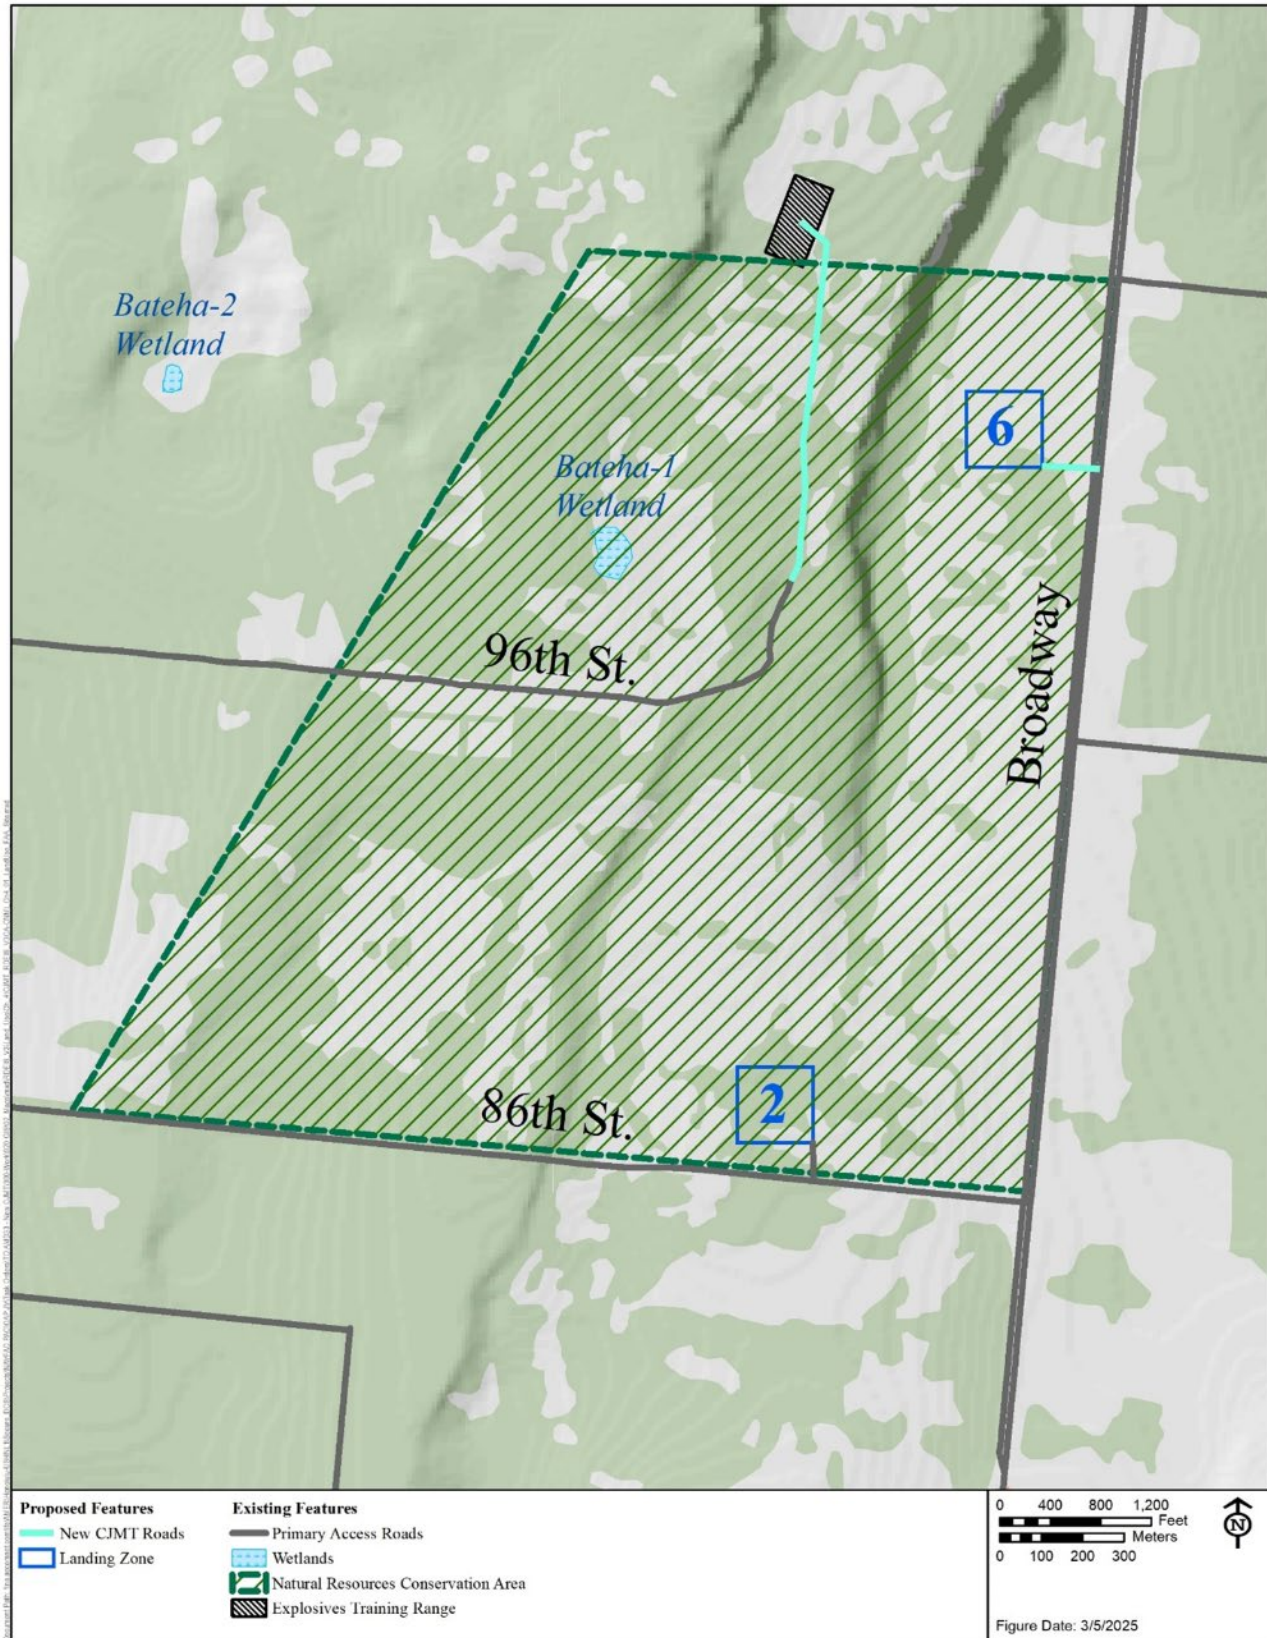 Bateha-2
Wetland
6
Bateha-1
Wetland
96th St.
Broadway
86th St.
2
Proposed Features
New CJMT Roads
Landing Zone
Existing Features
Primary Access Roads
Wetlands
Natural Resources Conservation Area
Explosives Training Range
0 400 800 1,200
Feet
Meters
0 100 200 300
N
Figure Date: 3/5/2025